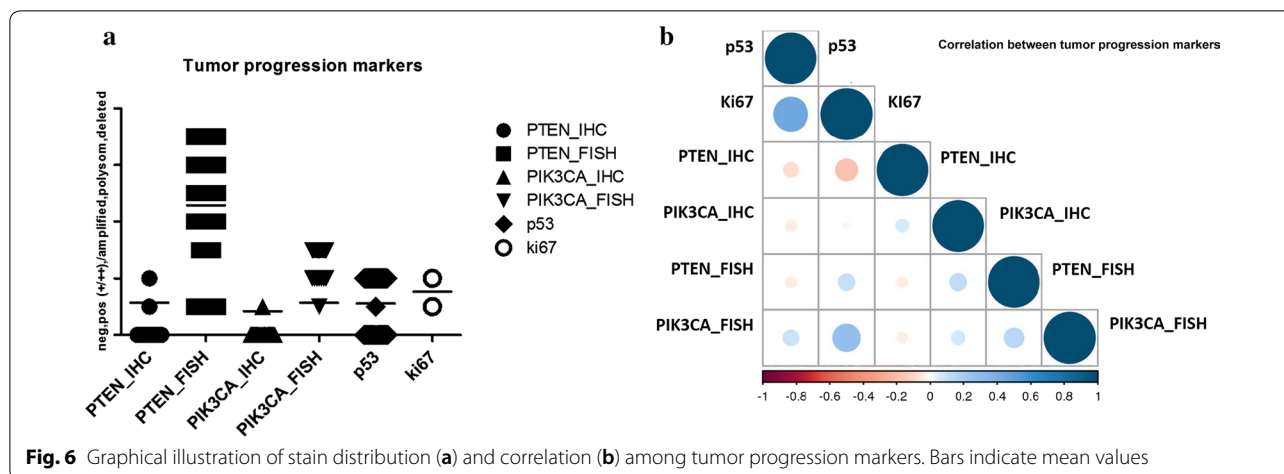 a
Tumor progression markers
neg,pos (+/++),/amplified,polysom,deleted
PTEN_IHC
PTEN_FISH
PIK3CA_IHC
PIK3CA_FISH
p53
ki67
PTEN_IHC
PTEN_FISH
PIK3CA_IHC
PIK3CA_FISH
p53
ki67
b
Correlation between tumor progression markers
p53
p53
Ki67
KI67
PTEN_IHC
PTEN_IHC
PIK3CA_IHC
PIK3CA_IHC
PTEN_FISH
PTEN_FISH
PIK3CA_FISH
PIK3CA_FISH
-1 -0.8 -0.6 -0.4 -0.2 0 0.2 0.4 0.6 0.8 1
Fig. 6 Graphical illustration of stain distribution (a) and correlation (b) among tumor progression markers. Bars indicate mean values